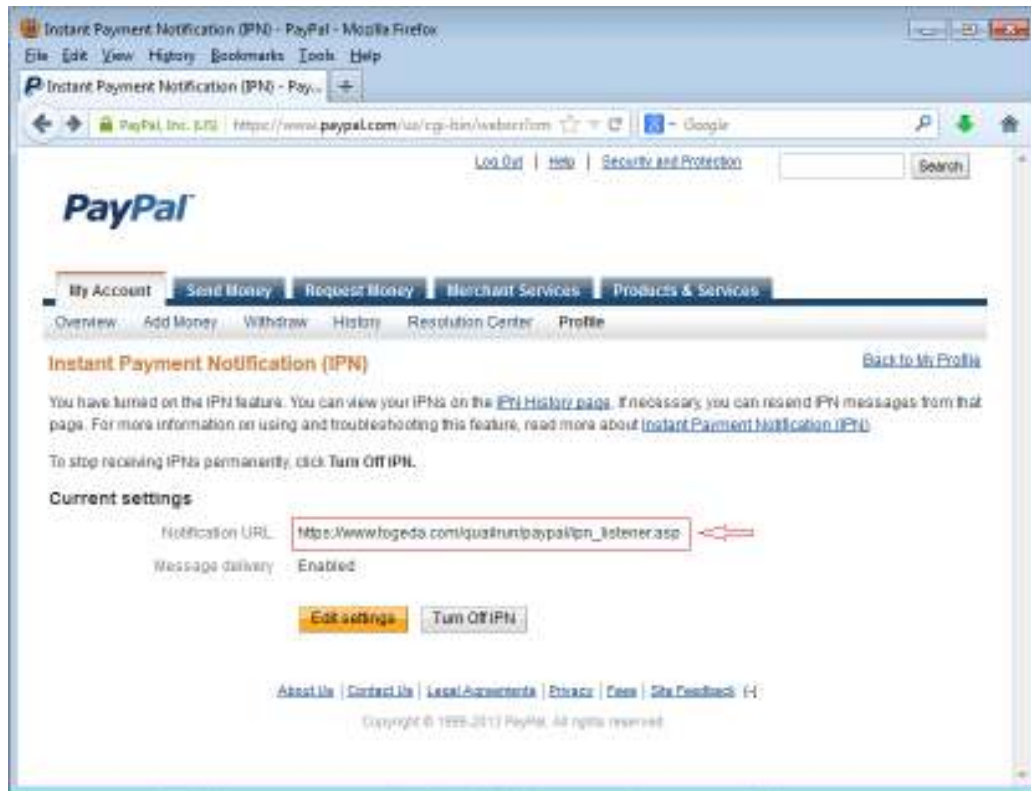 Instant Payment Notification (IPN) - PayPal - Mozilla Firefox
File Edit View History Bookmarks Tools Help
Instant Payment Notification (IPN) - Pay...
PayPal, Inc. (US) https://www.paypal.com/us/cgi-bin/webscr?cm Google
Log Out | Help | Security and Protection Search
PayPal
My Account Send Money Request Money Merchant Services Products & Services
Overview Add Money Withdraw History Resolution Center Profile
Instant Payment Notification (IPN) Back to My Profile
You have turned on the IPN feature. You can view your IPNs on the IPN History page. If necessary, you can resend IPN messages from that
page. For more information on using and troubleshooting this feature, read more about Instant Payment Notification (IPN).
To stop receiving IPNs permanently, click Turn Off IPN.
Current settings
Notification URL https://www.fogeda.com/quailrun/paypal/ipn_listener.asp
Message delivery Enabled
Edit settings Turn Off IPN
About Us | Contact Us | Legal Agreements | Privacy | Fees | Site Feedback [-]
Copyright © 1999-2013 PayPal. All rights reserved.